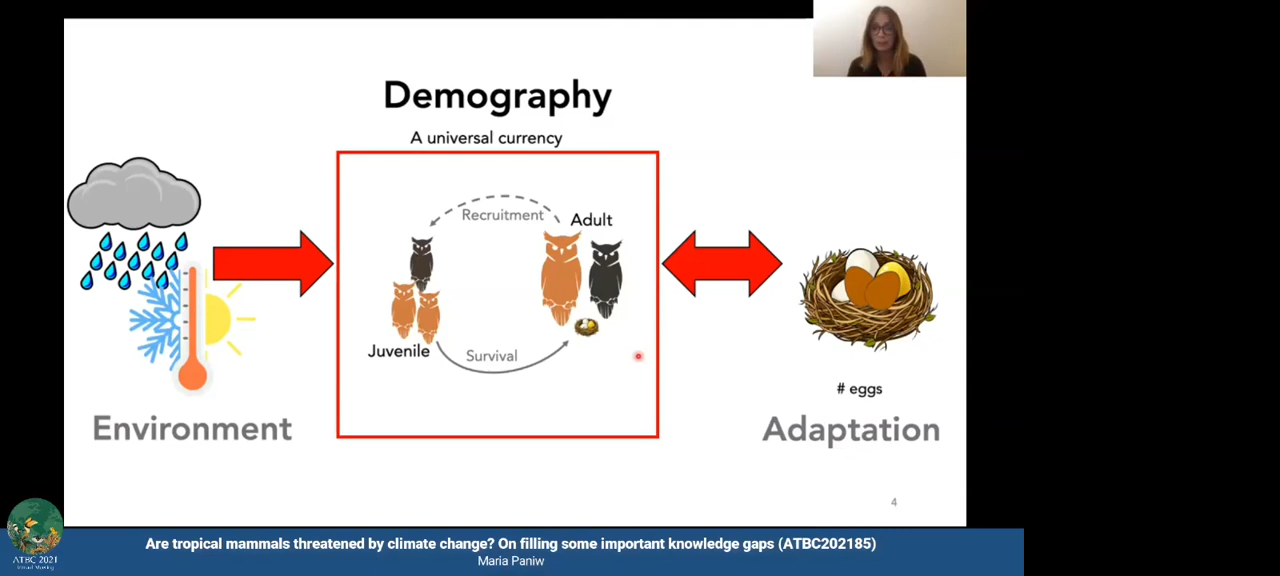 Demography
A universal currency
Recruitment
Adult
Juvenile
Survival
# eggs
Environment
Adaptation
4
ATBC 2021
Are tropical mammals threatened by climate change? On filling some important knowledge gaps (ATBC202185)
Maria Paniw